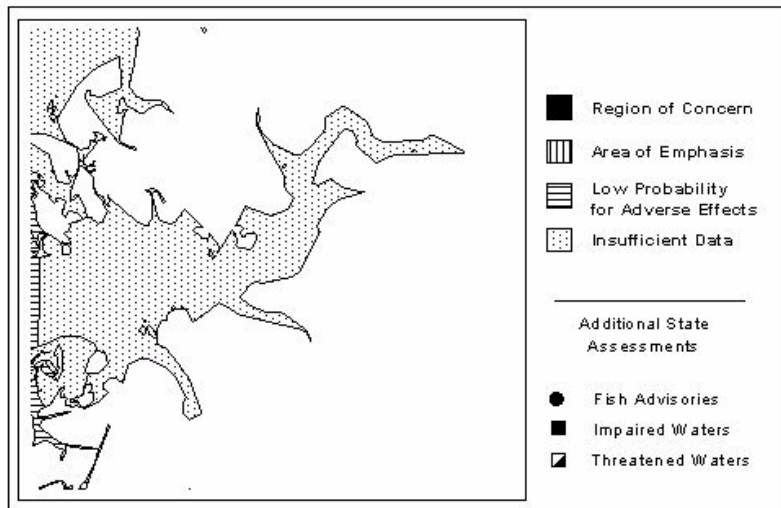 Region of Concern
Area of Emphasis
Low Probability
for Adverse Effects
Insufficient Data
Additional State
Assessments
Fish Advisories
Impaired Waters
Threatened Waters